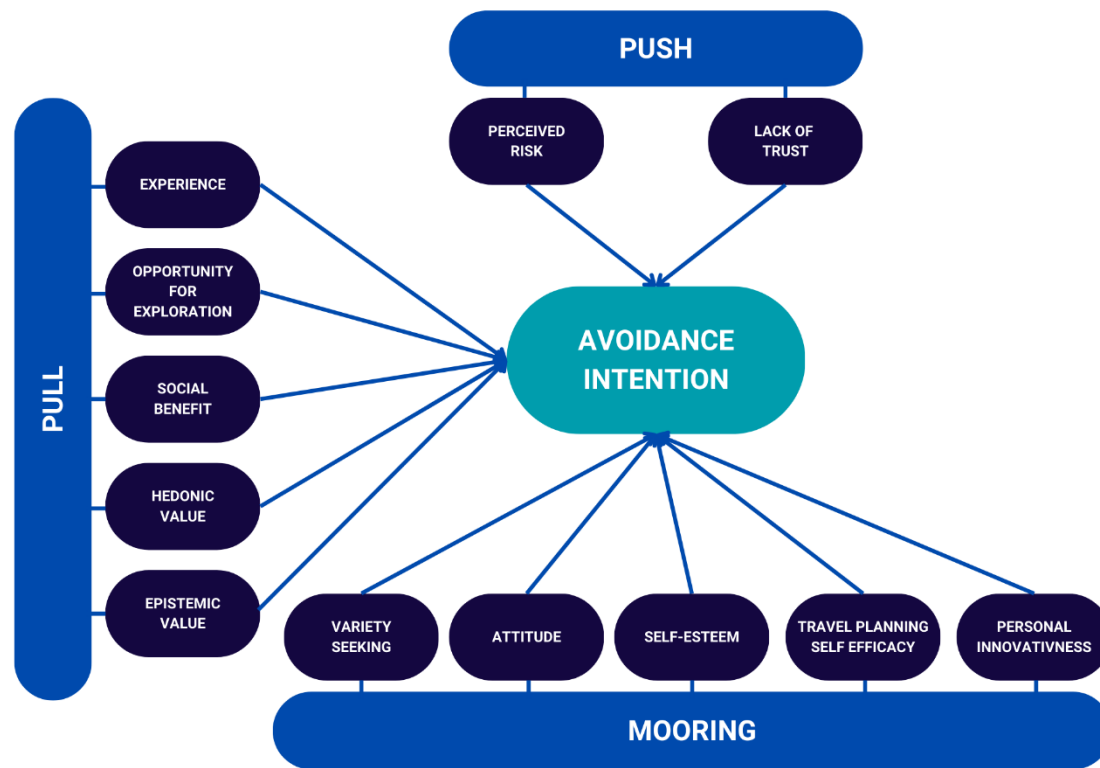 PUSH
PERCEIVED
RISK
LACK OF
TRUST
PULL
EXPERIENCE
OPPORTUNITY
FOR
EXPLORATION
SOCIAL
BENEFIT
HEDONIC
VALUE
EPISTEMIC
VALUE
AVOIDANCE
INTENTION
VARIETY
SEEKING
ATTITUDE
SELF-ESTEEM
TRAVEL PLANNING
SELF EFFICACY
PERSONAL
INNOVATIVNESS
MOORING